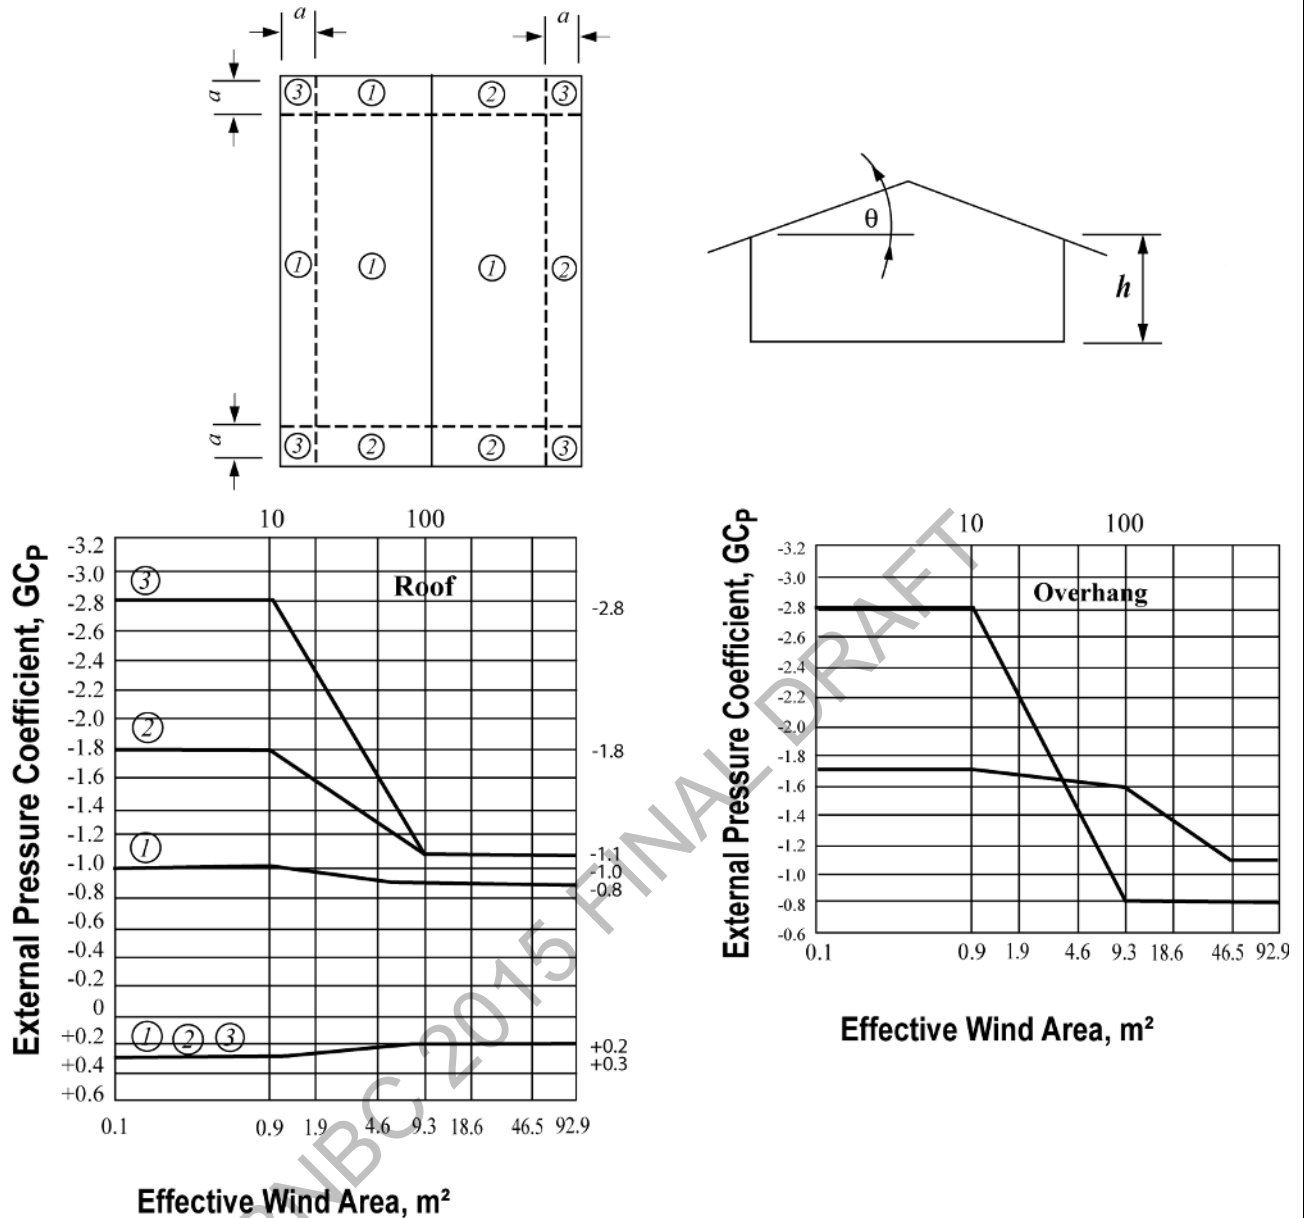 a a
a
3 1 2 3
1 1 1 2
a
3 2 2 3
θ
h
10 100
External Pressure Coefficient, GCP
-3.2
-3.0
-2.8
-2.6
-2.4
-2.2
-2.0
-1.8
-1.6
-1.4
-1.2
-1.0
-0.8
-0.6
-0.4
-0.2
0
+0.2
+0.4
+0.6
Roof
3
2
1
1 2 3
-2.8
-1.8
-1.1
-1.0
-0.8
+0.2
+0.3
0.1 0.9 1.9 4.6 9.3 18.6 46.5 92.9
Effective Wind Area, m²
10 100
External Pressure Coefficient, GCP
-3.2
-3.0
-2.8
-2.6
-2.4
-2.2
-2.0
-1.8
-1.6
-1.4
-1.2
-1.0
-0.8
-0.6
Overhang
0.1 0.9 1.9 4.6 9.3 18.6 46.5 92.9
Effective Wind Area, m²
BNBC 2015 FINAL DRAFT